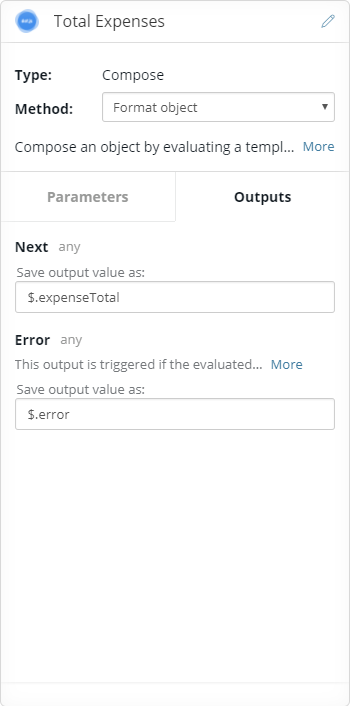 Total Expenses
Type: Compose
Method: Format object
Compose an object by evaluating a templ... More
Parameters Outputs
Next any
Save output value as:
$.expenseTotal
Error any
This output is triggered if the evaluated... More
Save output value as:
$.error